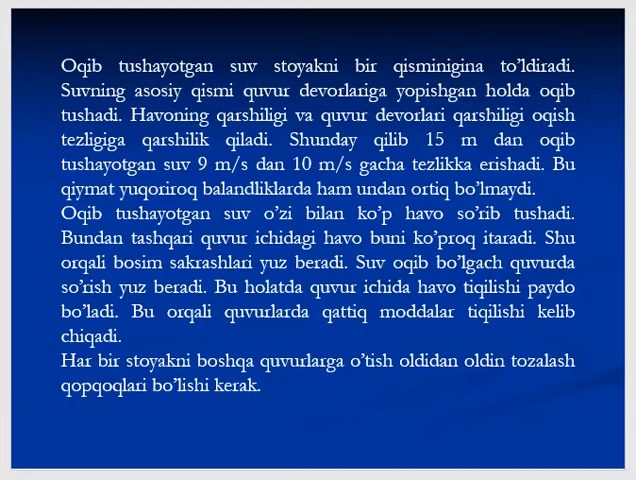 Oqib tushayotgan suv stoyakni bir qisminigina to’ldiradi.
Suvning asosiy qismi quvur devorlariga yopishgan holda oqib
tushadi. Havoning qarshiligi va quvur devorlari qarshiligi oqish
tezligiga qarshilik qiladi. Shunday qilib 15 m dan oqib
tushayotgan suv 9 m/s dan 10 m/s gacha tezlikka erishadi. Bu
qiymat yuqoriroq balandliklarda ham undan ortiq bo’lmaydi.
Oqib tushayotgan suv o’zi bilan ko’p havo so’rib tushadi.
Bundan tashqari quvur ichidagi havo buni ko’proq itaradi. Shu
orqali bosim sakrashlari yuz beradi. Suv oqib bo’lgach quvurda
so’rish yuz beradi. Bu holatda quvur ichida havo tiqilishi paydo
bo’ladi. Bu orqali quvurlarda qattiq moddalar tiqilishi kelib
chiqadi.
Har bir stoyakni boshqa quvurlarga o’tish oldidan oldin tozalash
qopqoqlari bo’lishi kerak.